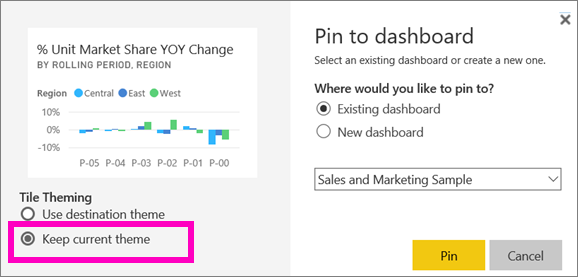 % Unit Market Share YOY Change
BY ROLLING PERIOD, REGION
Region Central East West
10%
0%
-10%
P-05 P-04 P-03 P-02 P-01 P-00
Tile Theming
Use destination theme
Keep current theme
Pin to dashboard
Select an existing dashboard or create a new one.
Where would you like to pin to?
Existing dashboard
New dashboard
Sales and Marketing Sample
Pin Cancel